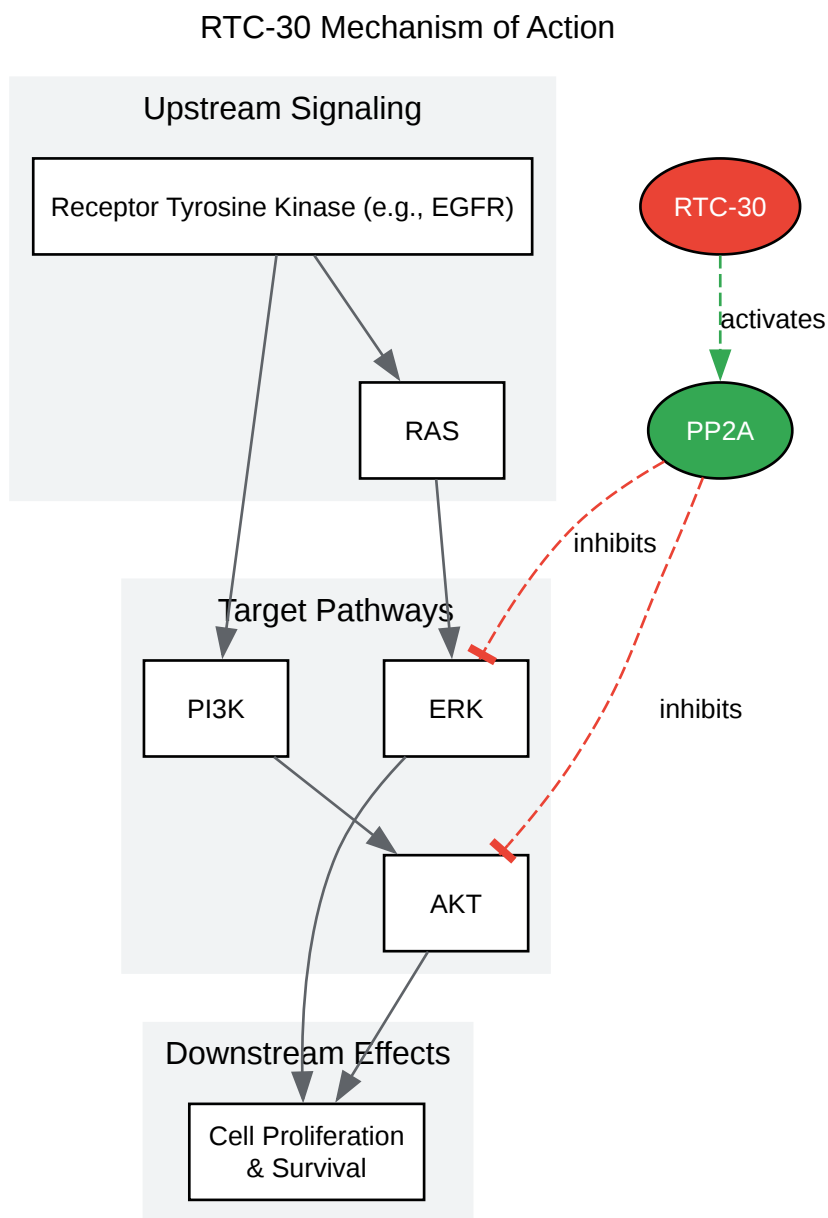 RTC-30 Mechanism of Action
Upstream Signaling
Receptor Tyrosine Kinase (e.g., EGFR)
RTC-30
activates
RAS
PP2A
inhibits
Target Pathways
PI3K
ERK
inhibits
AKT
Downstream Effects
Cell Proliferation
& Survival